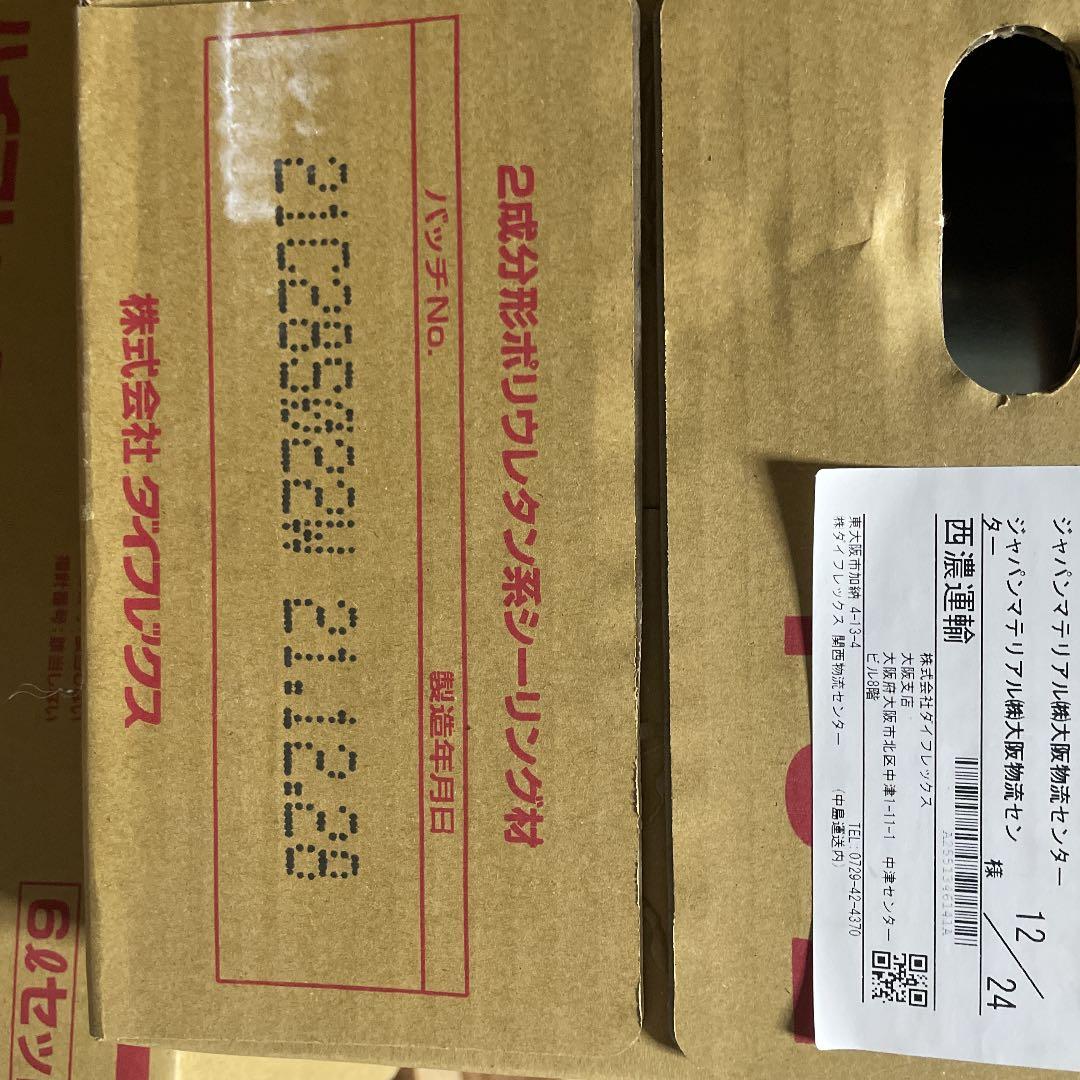 2成分形ポリウレタン系シーリング材
バッチNo.
製造年月日
21.12.28
株式会社 ダイフレックス
6ℓセッ
ジャパンマテリアル㈱大阪物流センター
ジャパンマテリアル㈱大阪物流セン
ター
様
12/24
西濃運輸
A2551346141A
株式会社ダイフレックス
大阪支店
大阪府大阪市北区中津1-11-1 中津センター
ビル8階
TEL:0729-42-4370
東大阪市加納 4-13-4
㈱ダイフレックス 関西物流センター (中島運送内)